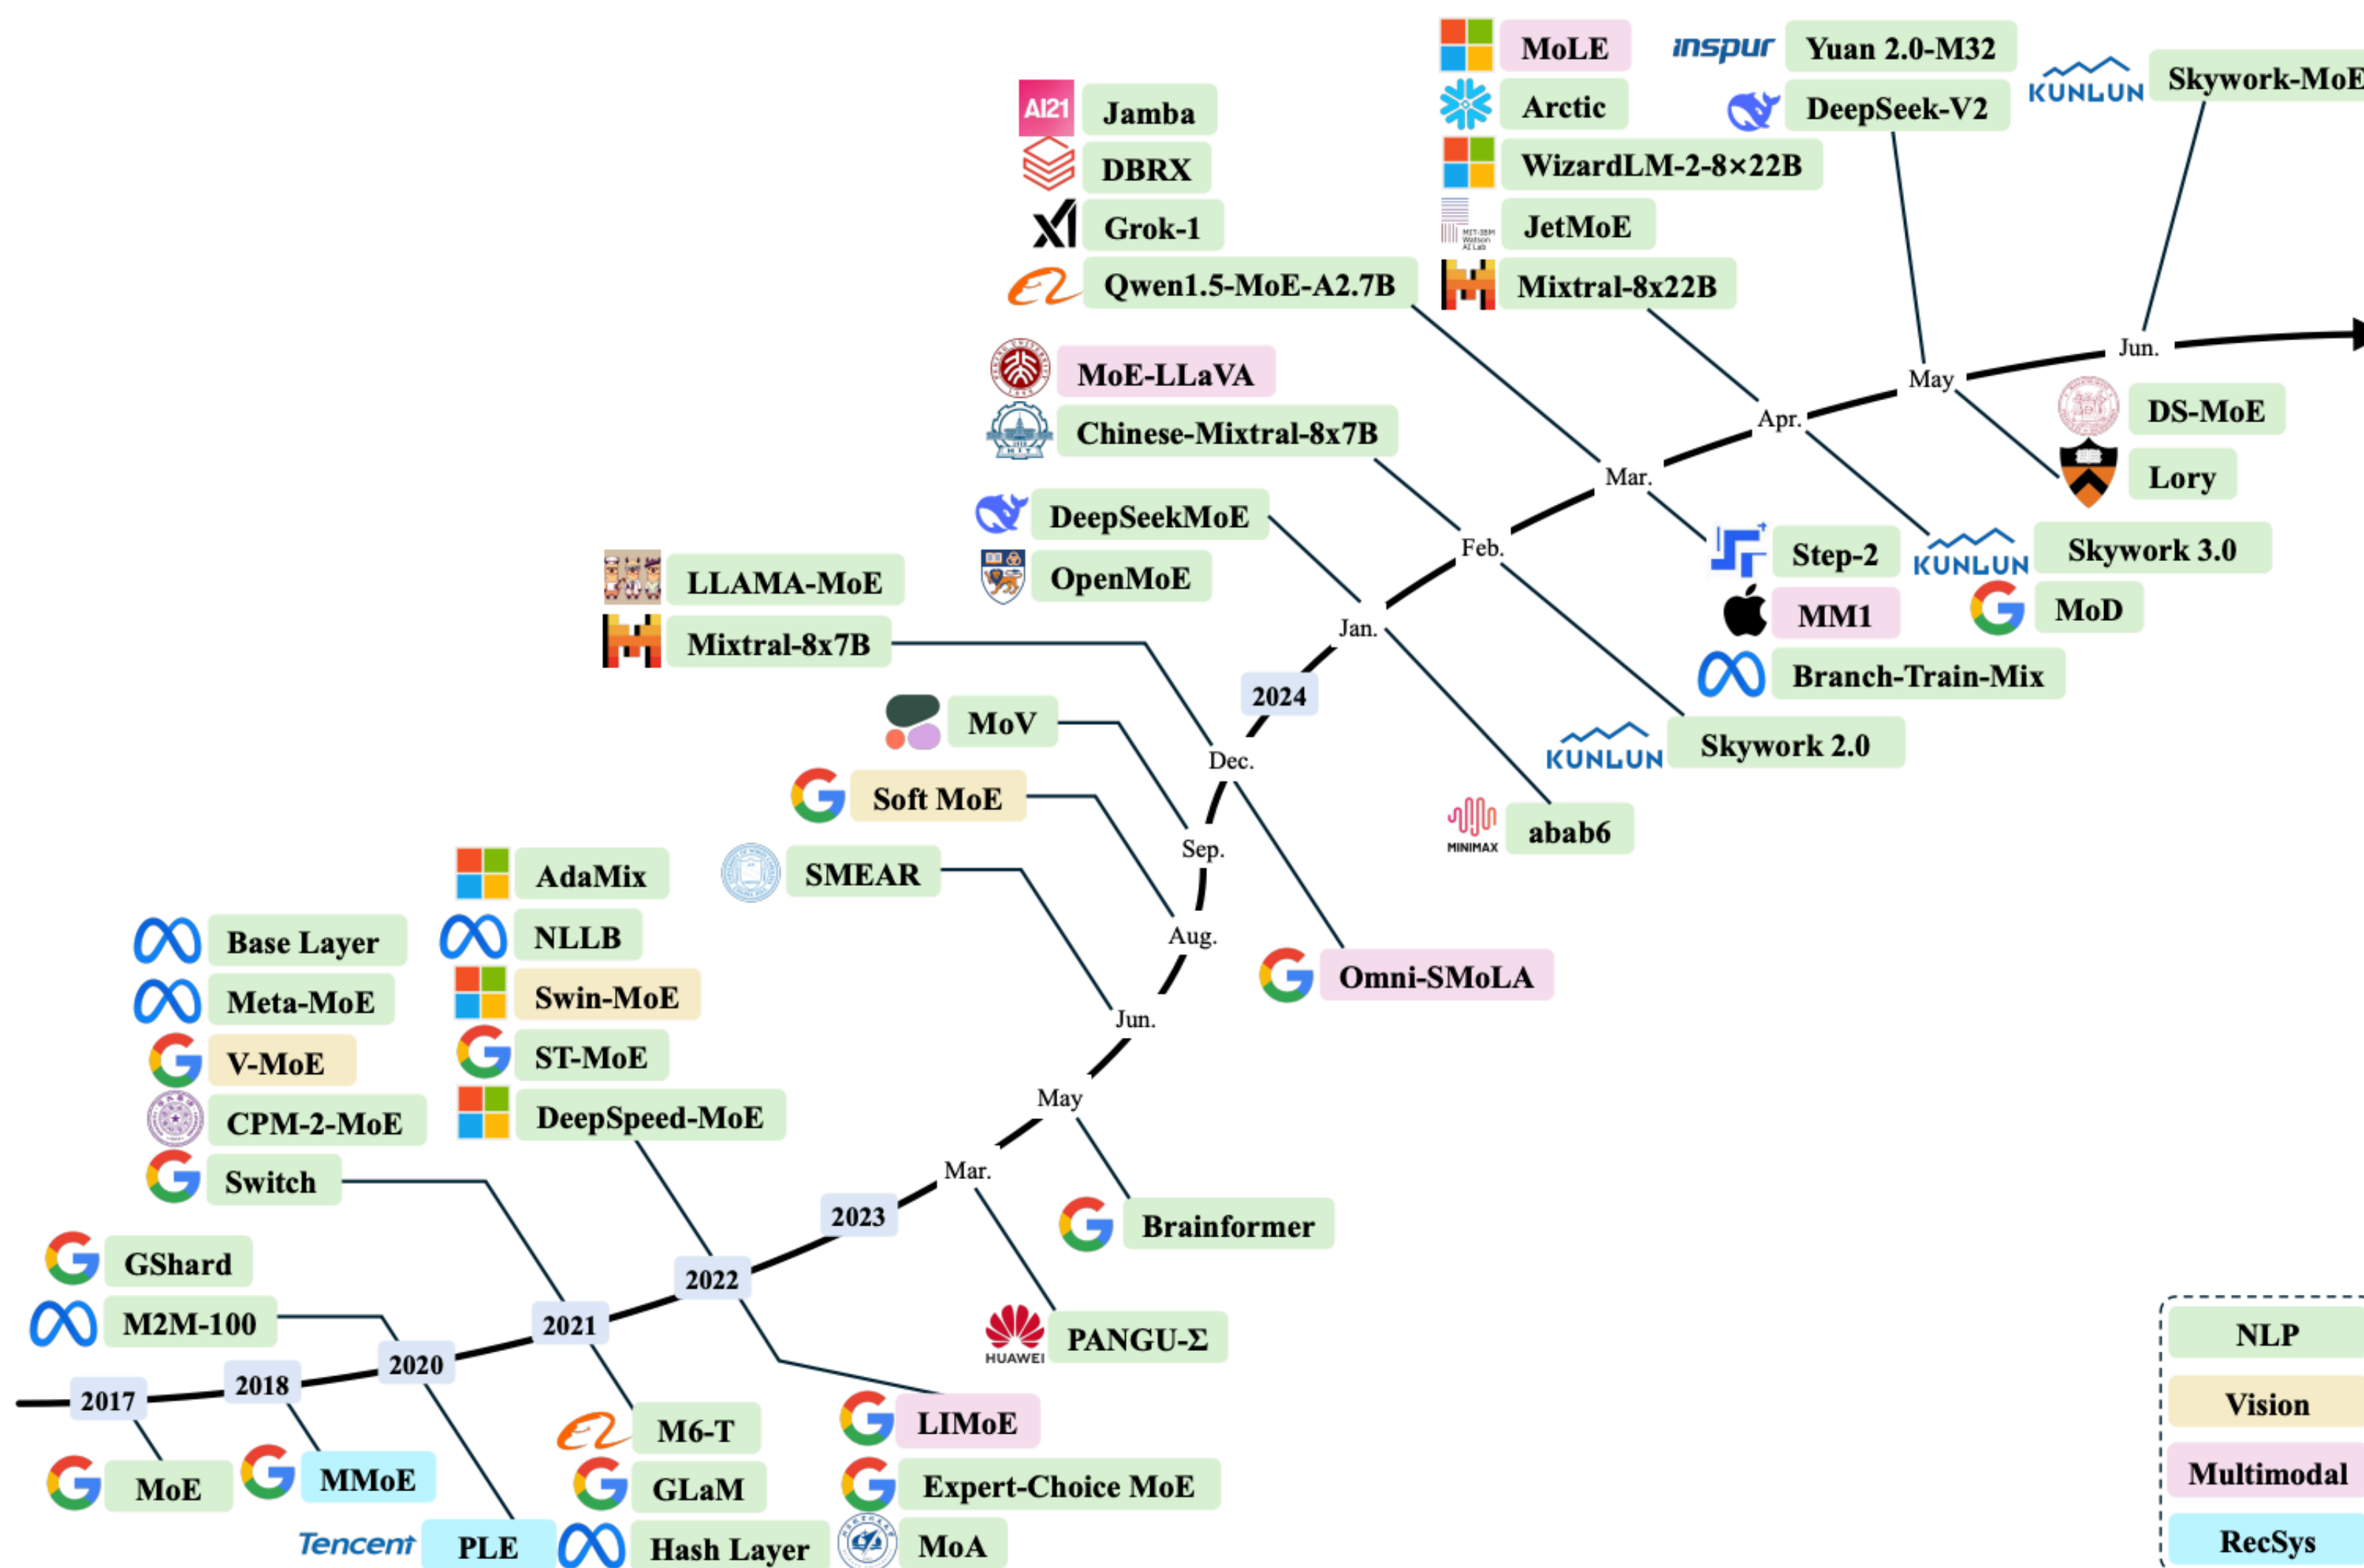 MoLE
inspur
Yuan 2.0-M32
KUNLUN
Skywork-MoE
AI21
Jamba
Arctic
DeepSeek-V2
DBRX
WizardLM-2-8×22B
Grok-1
MIT-IBM
Watson
AI Lab
JetMoE
Qwen1.5-MoE-A2.7B
Mixtral-8x22B
Jun.
MoE-LLaVA
May
DS-MoE
Apr.
HIT
Chinese-Mixtral-8x7B
Mar.
Lory
DeepSeekMoE
Feb.
Step-2
KUNLUN
Skywork 3.0
LLAMA-MoE
OpenMoE
MM1
MoD
Mixtral-8x7B
Jan.
Branch-Train-Mix
2024
MoV
KUNLUN
Skywork 2.0
Dec.
Soft MoE
MINIMAX
abab6
Sep.
AdaMix
SMEAR
Base Layer
NLLB
Aug.
Omni-SMoLA
Meta-MoE
Swin-MoE
Jun.
V-MoE
ST-MoE
May
CPM-2-MoE
DeepSpeed-MoE
Mar.
Switch
2023
Brainformer
GShard
2022
M2M-100
2021
HUAWEI
PANGU-Σ
NLP
2020
2018
2017
Vision
M6-T
LIMoE
MoE
MMoE
GLaM
Expert-Choice MoE
Multimodal
Tencent
PLE
Hash Layer
MoA
RecSys